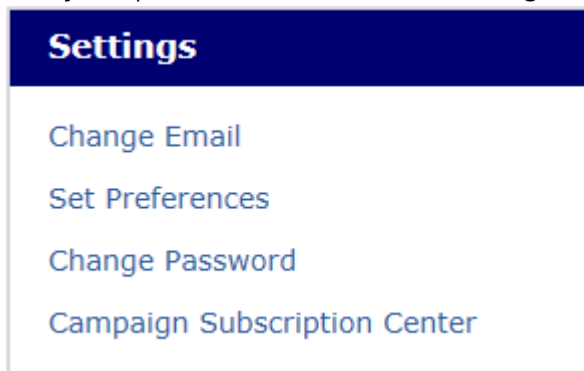 Settings
Change Email
Set Preferences
Change Password
Campaign Subscription Center